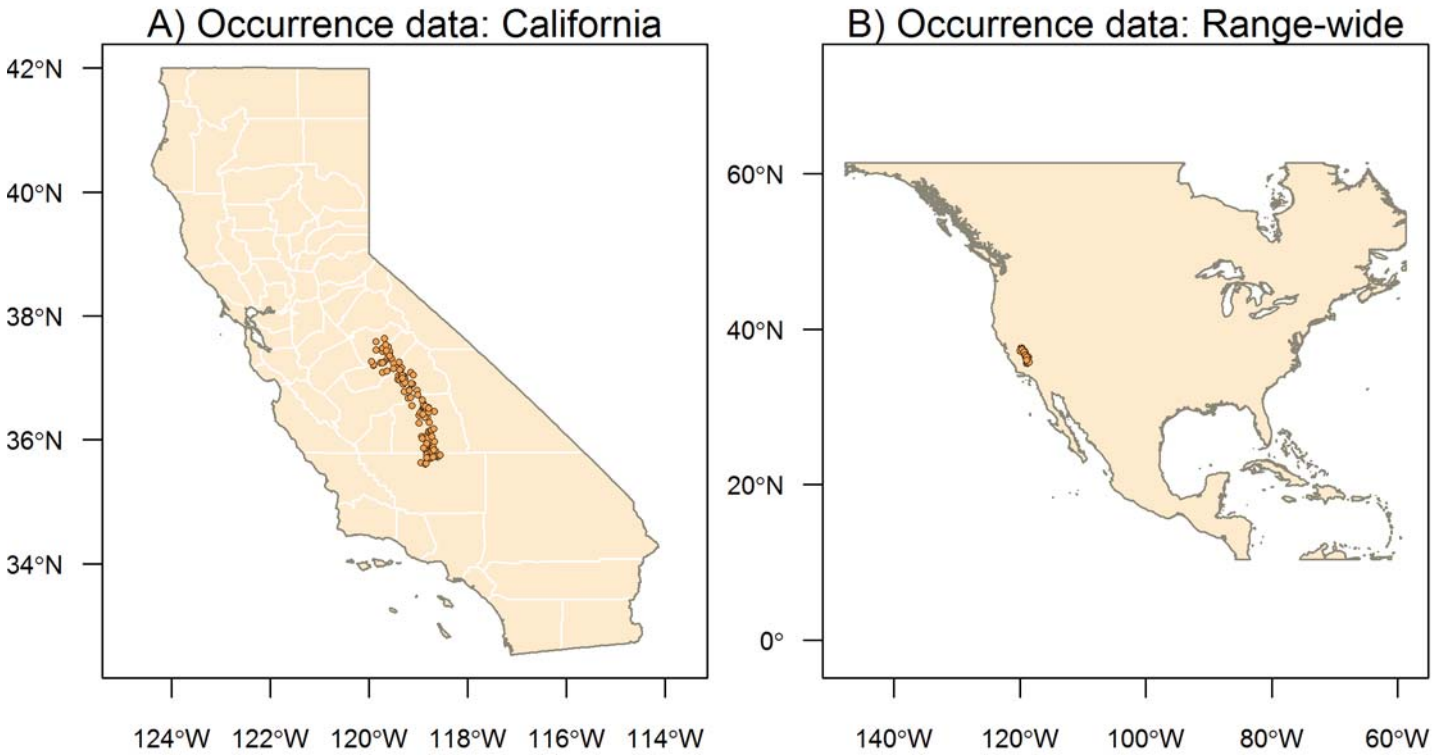 A) Occurrence data: California
42°N
40°N
38°N
36°N
34°N
124°W 122°W 120°W 118°W 116°W 114°W
B) Occurrence data: Range-wide
60°N
40°N
20°N
0°
140°W 120°W 100°W 80°W 60°W